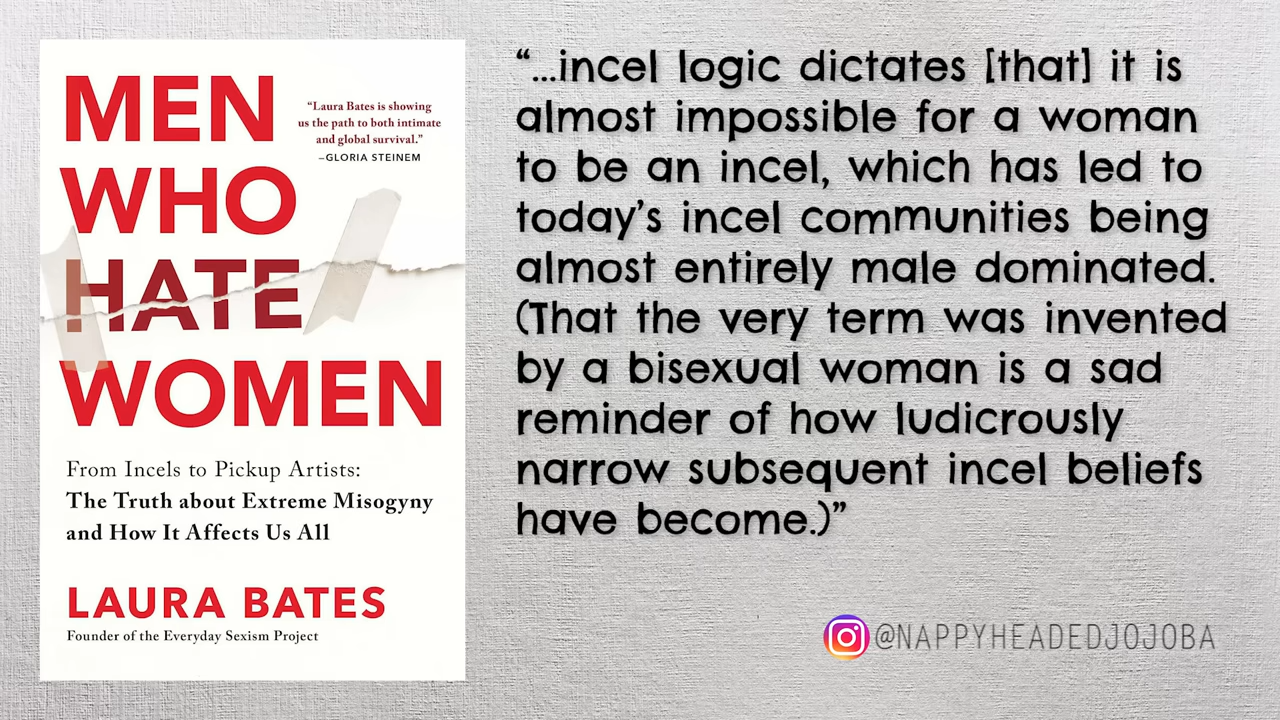 MEN
WHO
HATE
WOMEN
“Laura Bates is showing
us the path to both intimate
and global survival.”
—GLORIA STEINEM
From Incels to Pickup Artists:
The Truth about Extreme Misogyny
and How It Affects Us All
LAURA BATES
Founder of the Everyday Sexism Project
“...incel logic dictates [that] it is
almost impossible for a woman
to be an incel, which has led to
today’s incel communities being
almost entirely male dominated.
(That the very term was invented
by a bisexual woman is a sad
reminder of how ludicrously
narrow subsequent incel beliefs
have become.)”
@NAPPYHEADEDJOJOBA